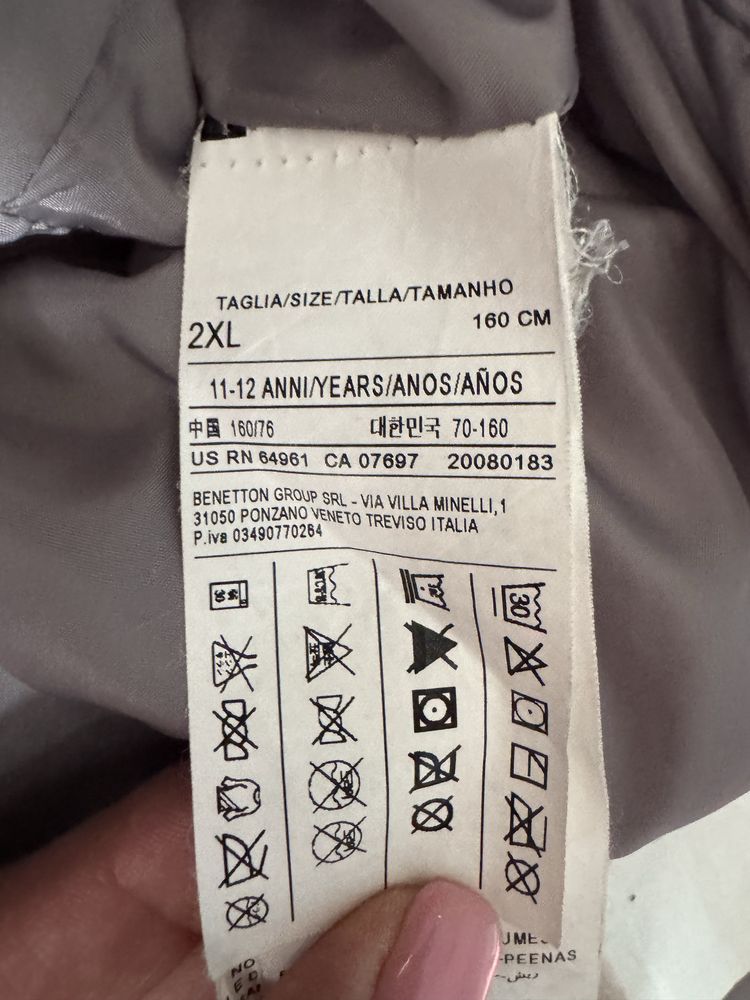 TAGLIA/SIZE/TALLA/TAMANHO
2XL 160 CM
11-12 ANNI/YEARS/ANOS/AÑOS
中国 160/76 대한민국 70-160
US RN 64961 CA 07697 20080183
BENETTON GROUP SRL - VIA VILLA MINELLI,1
31050 PONZANO VENETO TREVISO ITALIA
P.iva 03490770264
30
NO
-PEENAS